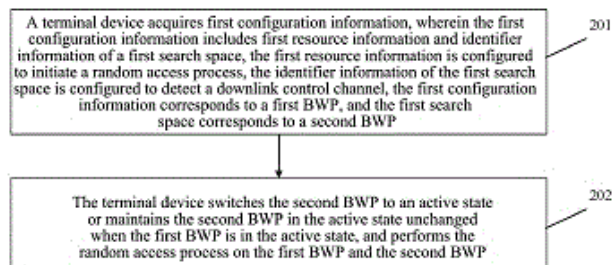 A terminal device acquires first configuration information, wherein the first
configuration information includes first resource information and identifier
information of a first search space, the first resource information is configured
to initiate a random access process, the identifier information of the first search
space is configured to detect a downlink control channel, the first configuration
information corresponds to a first BWP, and the first search
space corresponds to a second BWP
201
The terminal device switches the second BWP to an active state
or maintains the second BWP in the active state unchanged
when the first BWP is in the active state, and performs the
random access process on the first BWP and the second BWP
202